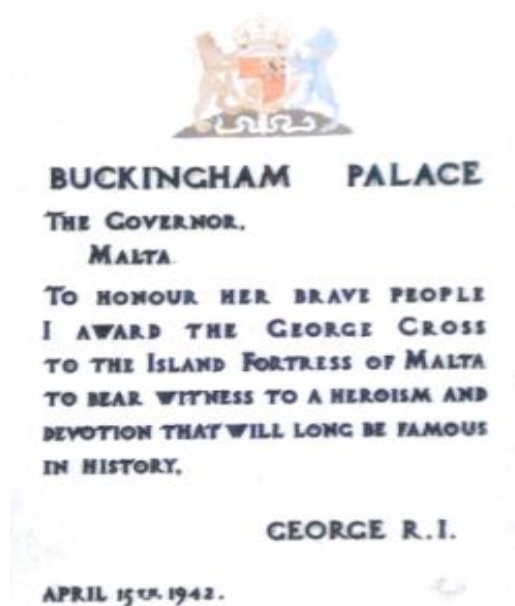 BUCKINGHAM PALACE
THE GOVERNOR,
MALTA
TO HONOUR HER BRAVE PEOPLE
I AWARD THE GEORGE CROSS
TO THE ISLAND FORTRESS OF MALTA
TO BEAR WITNESS TO A HEROISM AND
DEVOTION THAT WILL LONG BE FAMOUS
IN HISTORY.
GEORGE R.I.
APRIL 15TH. 1942.